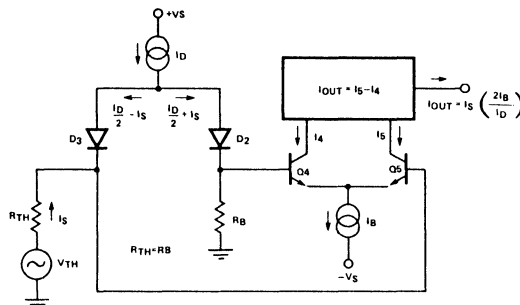 +VS
ID
IOUT = I5–I4
IOUT = IS (2IB/ID)
ID/2 – IS
ID/2 + IS
D3
D2
I4
I5
Q4
Q5
RTH
IS
RB
IB
RTH=RB
VTH
–VS